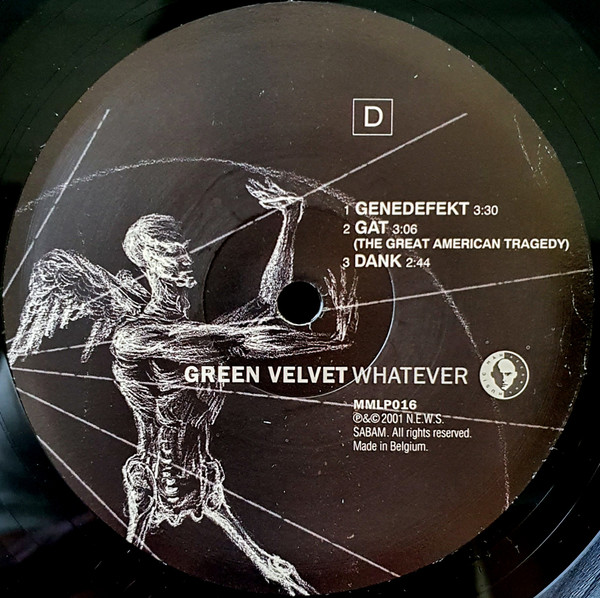 D
1 GENEDEFEKT 3:30
2 GÄT 3:06
(THE GREAT AMERICAN TRAGEDY)
3 DANK 2:44
GREEN VELVET WHATEVER
MMLP016
℗&© 2001 N.E.W.S.
SABAM. All rights reserved.
Made in Belgium.